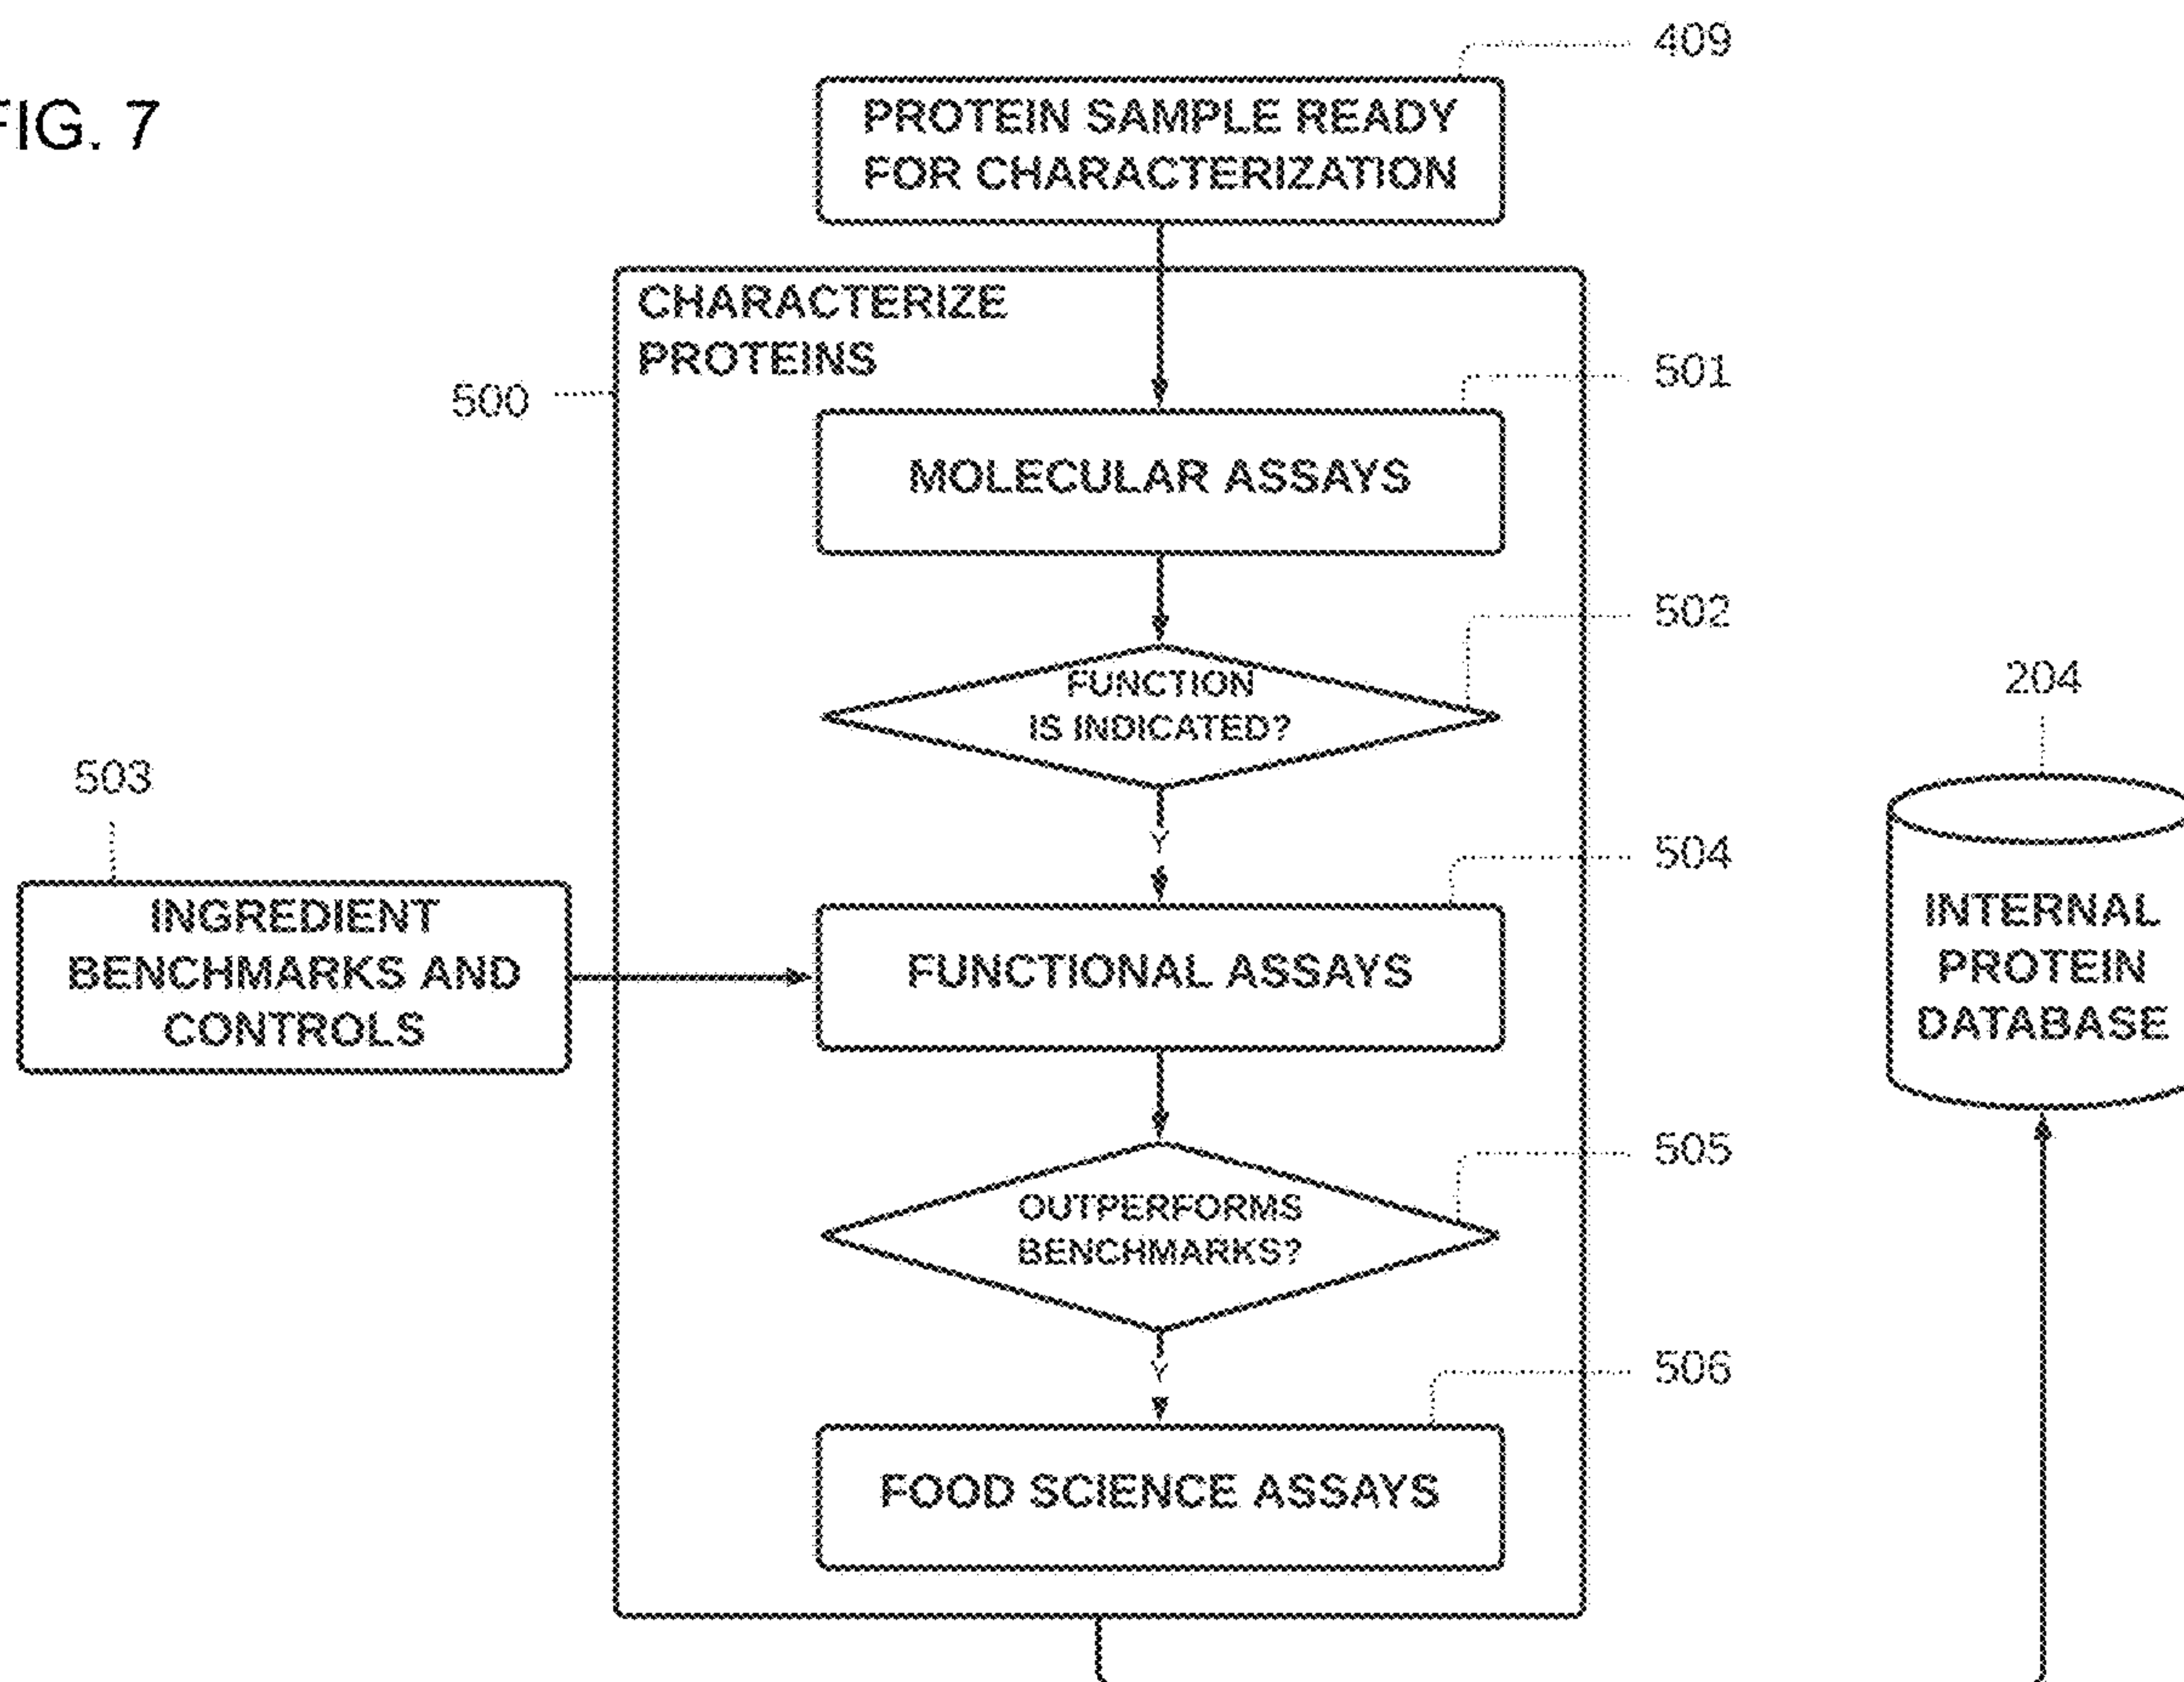 409
FIG. 7
PROTEIN SAMPLE READY
FOR CHARACTERIZATION
CHARACTERIZE
PROTEINS
500
501
MOLECULAR ASSAYS
502
FUNCTION
IS INDICATED?
204
503
Y
504
INGREDIENT
BENCHMARKS AND
CONTROLS
FUNCTIONAL ASSAYS
INTERNAL
PROTEIN
DATABASE
505
OUTPERFORMS
BENCHMARKS?
Y
506
FOOD SCIENCE ASSAYS